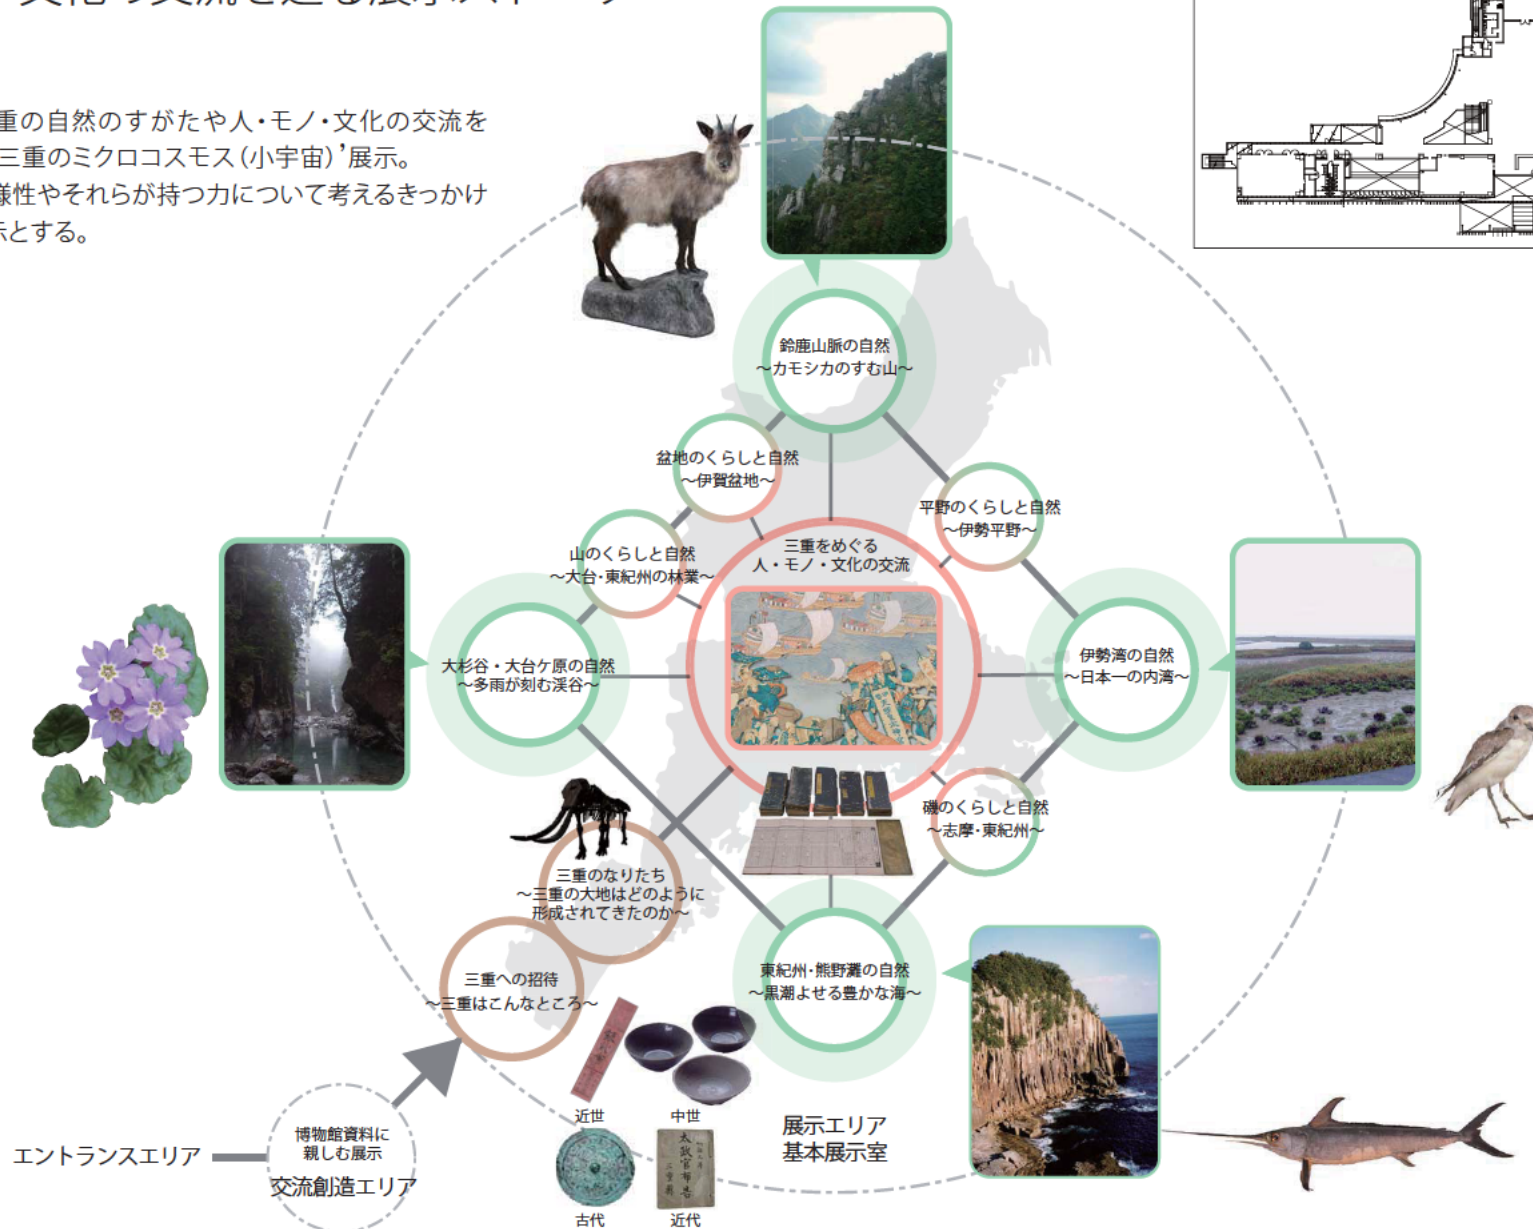 重の自然のすがたや人・モノ・文化の交流を
三重のミクロコスモス（小宇宙）’展示。
様性やそれらが持つ力について考えるきっかけ
示とする。
鈴鹿山脈の自然
～カモシカのすむ山～
盆地のくらしと自然
～伊賀盆地～
平野のくらしと自然
～伊勢平野～
山のくらしと自然
～大台・東紀州の林業～
三重をめぐる
人・モノ・文化の交流
大杉谷・大台ケ原の自然
～多雨が刻む渓谷～
伊勢湾の自然
～日本一の内湾～
磯のくらしと自然
～志摩・東紀州～
三重のなりたち
～三重の大地はどのように
形成されてきたのか～
三重への招待
～三重はこんなところ～
東紀州・熊野灘の自然
～黒潮よせる豊かな海～
近世
中世
太政官布告
三重縣
古代
近代
展示エリア
基本展示室
エントランスエリア
博物館資料に
親しむ展示
交流創造エリア